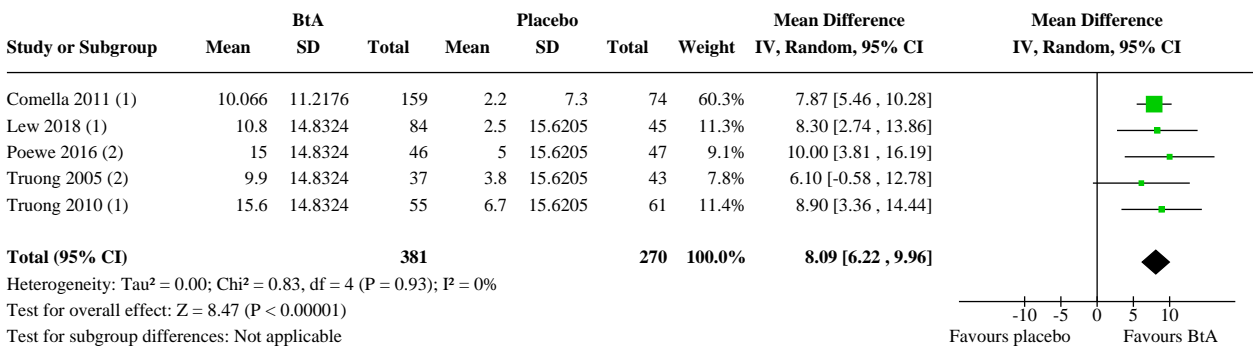 BtA Placebo Mean Difference Mean Difference
Study or Subgroup Mean SD Total Mean SD Total Weight IV, Random, 95% CI IV, Random, 95% CI
Comella 2011 (1) 10.066 11.2176 159 2.2 7.3 74 60.3% 7.87 [5.46 , 10.28]
Lew 2018 (1) 10.8 14.8324 84 2.5 15.6205 45 11.3% 8.30 [2.74 , 13.86]
Poewe 2016 (2) 15 14.8324 46 5 15.6205 47 9.1% 10.00 [3.81 , 16.19]
Truong 2005 (2) 9.9 14.8324 37 3.8 15.6205 43 7.8% 6.10 [-0.58 , 12.78]
Truong 2010 (1) 15.6 14.8324 55 6.7 15.6205 61 11.4% 8.90 [3.36 , 14.44]
Total (95% CI) 381 270 100.0% 8.09 [6.22 , 9.96]
Heterogeneity: Tau² = 0.00; Chi² = 0.83, df = 4 (P = 0.93); I² = 0%
Test for overall effect: Z = 8.47 (P < 0.00001) -10 -5 0 5 10
Test for subgroup differences: Not applicable Favours placebo Favours BtA